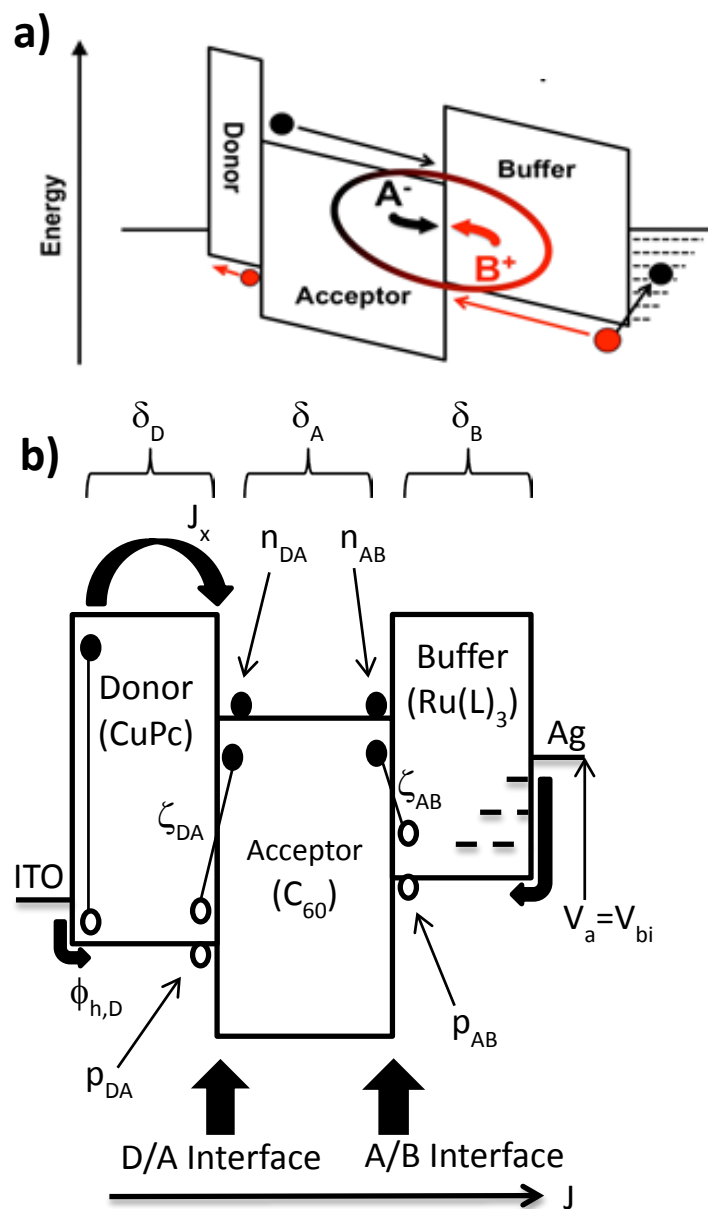 a)
Energy
Donor
Acceptor
Buffer
A-
B+
δD
δA
δB
b)
Jx
nDA
nAB
Donor
(CuPc)
Buffer
(Ru(L)3)
Ag
ζDA
ζAB
Acceptor
(C60)
ITO
Va=Vbi
ϕh,D
pDA
pAB
D/A Interface
A/B Interface
J